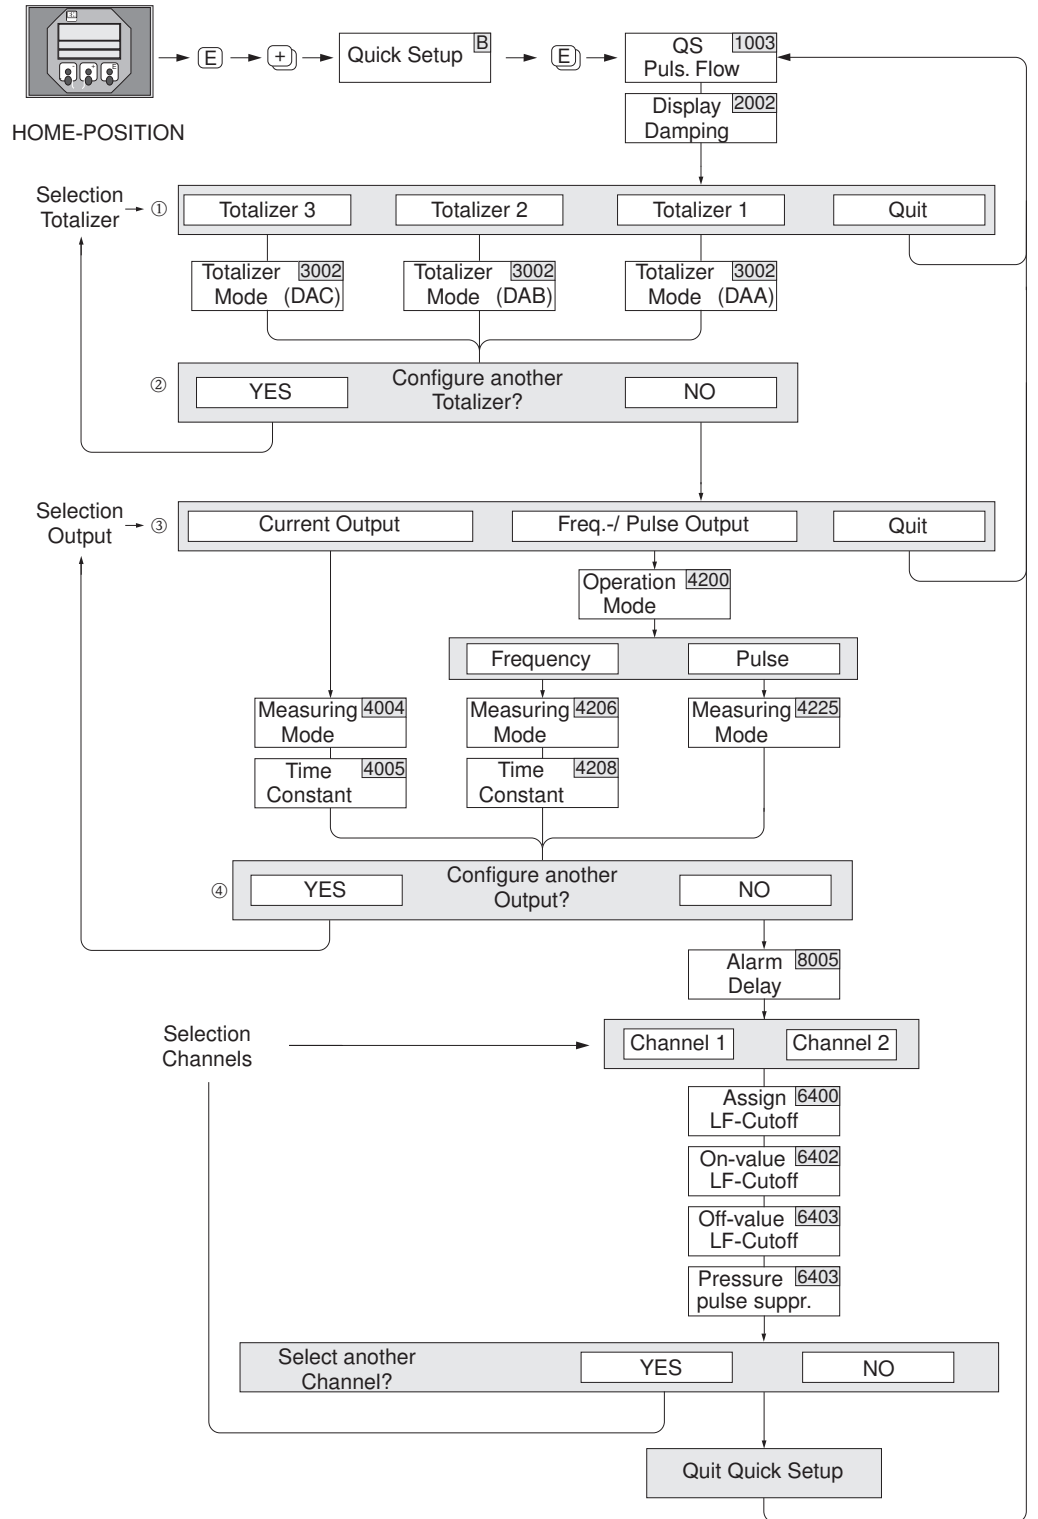 E + Quick Setup B E QS 1003
Puls. Flow
HOME-POSITION
Display 2002
Damping
Selection
Totalizer ① Totalizer 3 Totalizer 2 Totalizer 1 Quit
Totalizer 3002 Totalizer 3002 Totalizer 3002
Mode (DAC) Mode (DAB) Mode (DAA)
② YES Configure another
Totalizer? NO
Selection
Output ③ Current Output Freq.-/ Pulse Output Quit
Operation 4200
Mode
Frequency Pulse
Measuring 4004 Measuring 4206 Measuring 4225
Mode Mode Mode
Time 4005 Time 4208
Constant Constant
④ YES Configure another
Output? NO
Alarm 8005
Delay
Selection
Channels Channel 1 Channel 2
Assign 6400
LF-Cutoff
On-value 6402
LF-Cutoff
Off-value 6403
LF-Cutoff
Pressure 6403
pulse suppr.
Select another
Channel? YES NO
Quit Quick Setup